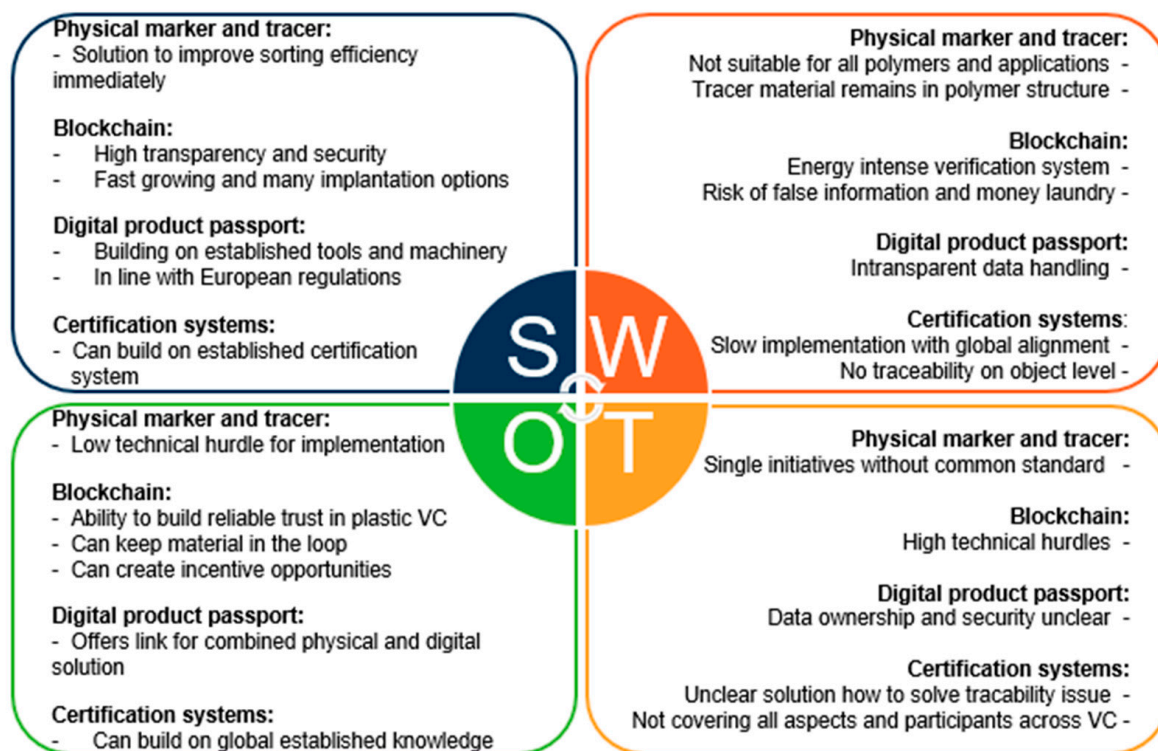 Physical marker and tracer:
- Solution to improve sorting efficiency
immediately
Blockchain:
- High transparency and security
- Fast growing and many implantation options
Digital product passport:
- Building on established tools and machinery
- In line with European regulations
Certification systems:
- Can build on established certification
system
Physical marker and tracer:
Not suitable for all polymers and applications -
Tracer material remains in polymer structure -
Blockchain:
Energy intense verification system -
Risk of false information and money laundry -
Digital product passport:
Intransparent data handling -
Certification systems:
Slow implementation with global alignment -
No traceability on object level -
S W
O T
Physical marker and tracer:
- Low technical hurdle for implementation
Blockchain:
- Ability to build reliable trust in plastic VC
- Can keep material in the loop
- Can create incentive opportunities
Digital product passport:
- Offers link for combined physical and digital
solution
Certification systems:
- Can build on global established knowledge
Physical marker and tracer:
Single initiatives without common standard -
Blockchain:
High technical hurdles -
Digital product passport:
Data ownership and security unclear -
Certification systems:
Unclear solution how to solve tracability issue -
Not covering all aspects and participants across VC -